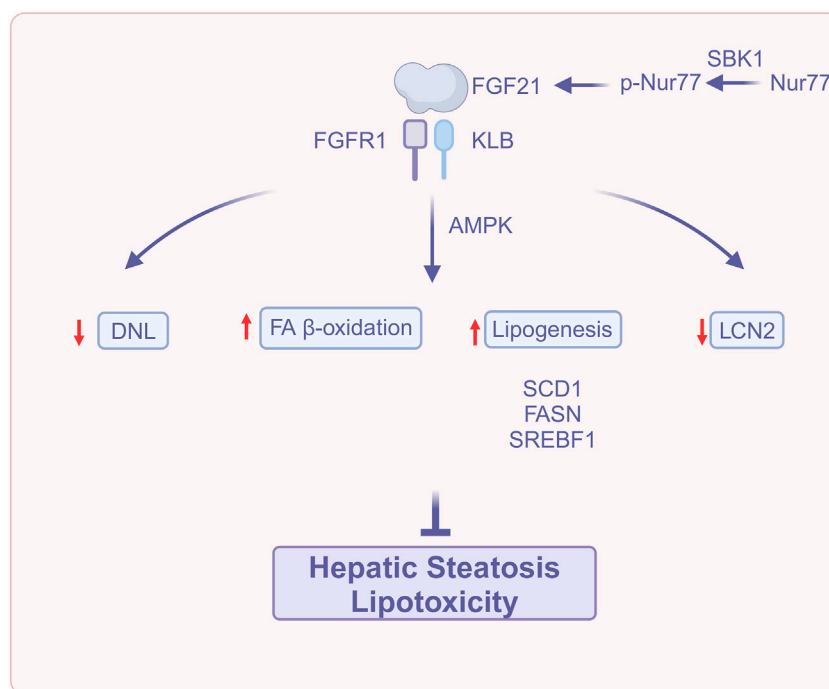 SBK1
FGF21
p-Nur77
Nur77
FGFR1
KLB
AMPK
DNL
FA β-oxidation
Lipogenesis
LCN2
SCD1
FASN
SREBF1
Hepatic Steatosis
Lipotoxicity